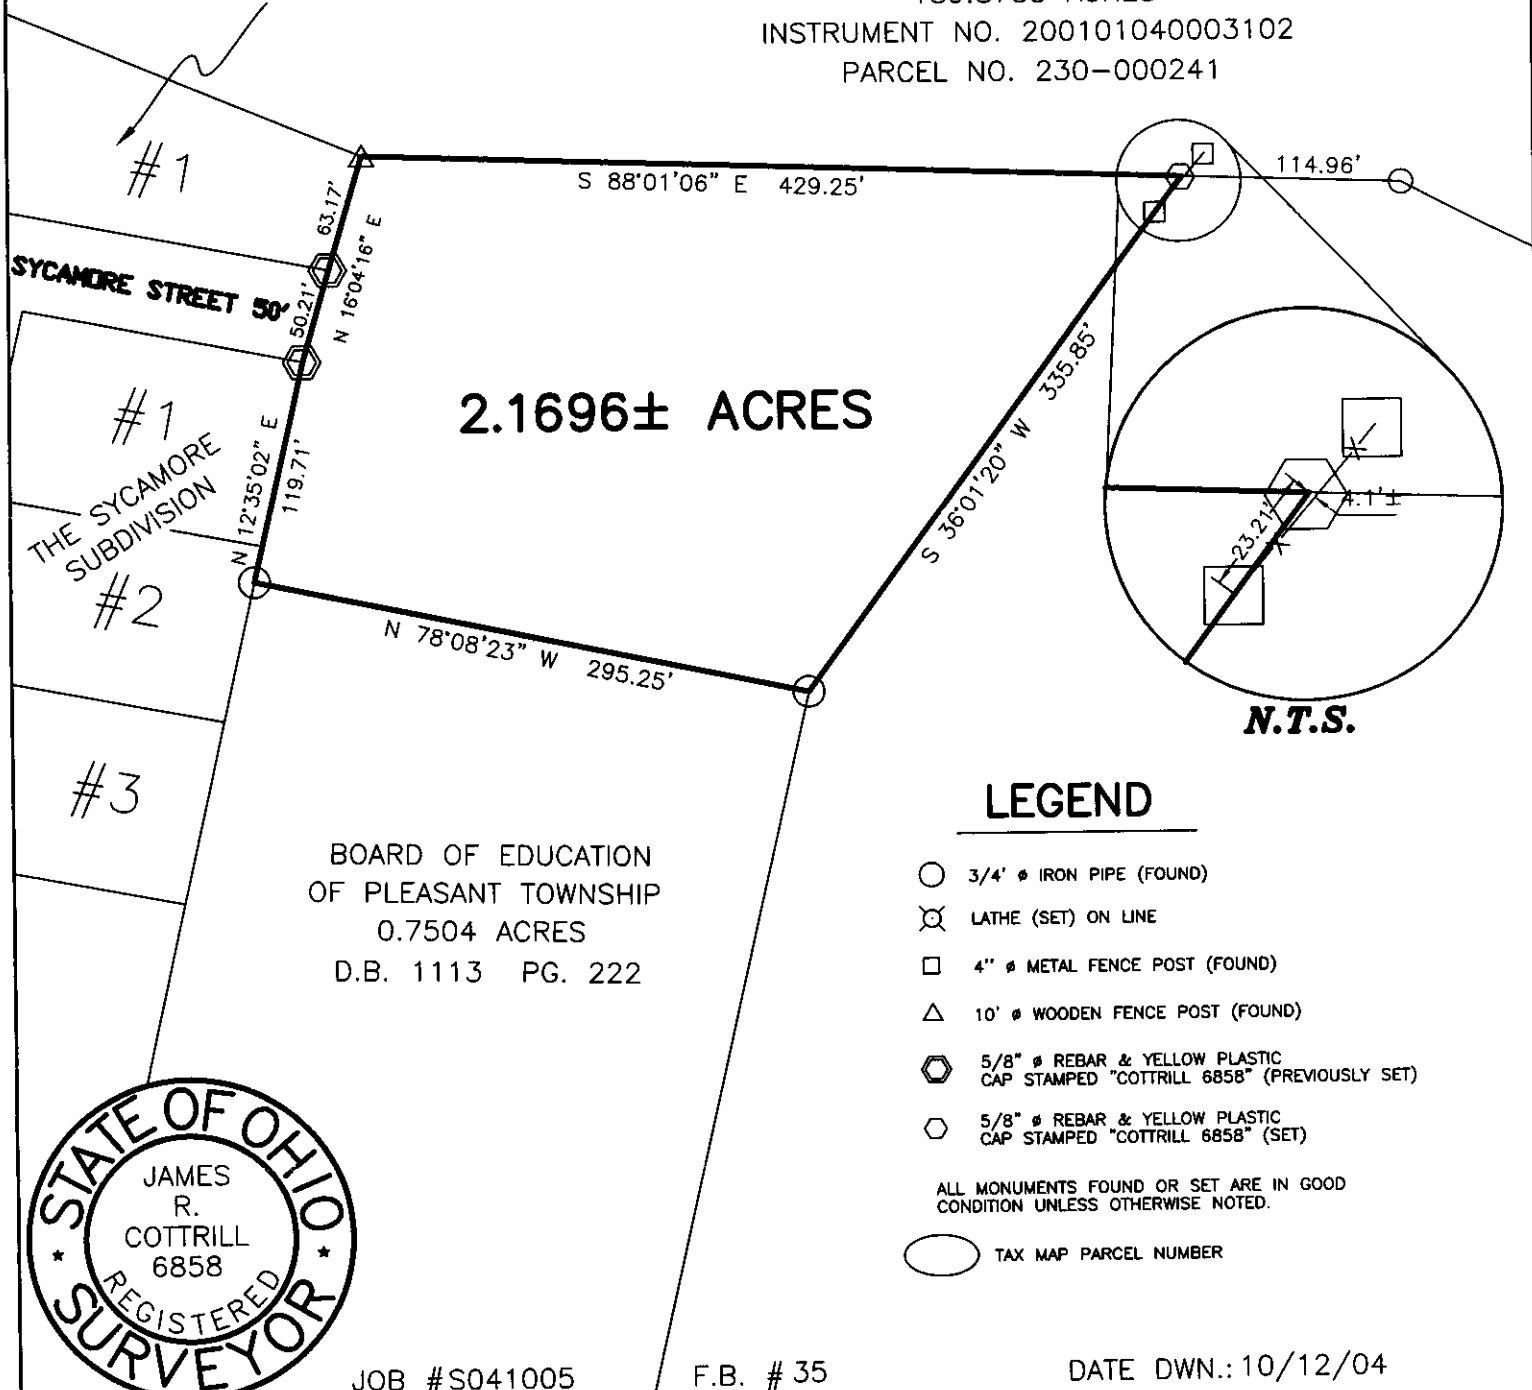 INSTRUMENT NO. 200101040003102
PARCEL NO. 230-000241
#1
63.17'
S 88°01'06" E 429.25'
114.96'
N 16°04'16" E
SYCAMORE STREET 50'
50.21'
2.1696± ACRES
335.85'
S 36°01'20" W
#1
N 12°35'02" E
119.71'
THE SYCAMORE
SUBDIVISION
#2
4.1'±
23.21'
N 78°08'23" W 295.25'
N.T.S.
#3
LEGEND
3/4' ø IRON PIPE (FOUND)
LATHE (SET) ON LINE
4" ø METAL FENCE POST (FOUND)
10' ø WOODEN FENCE POST (FOUND)
5/8" ø REBAR & YELLOW PLASTIC
CAP STAMPED "COTTRILL 6858" (PREVIOUSLY SET)
5/8" ø REBAR & YELLOW PLASTIC
CAP STAMPED "COTTRILL 6858" (SET)
ALL MONUMENTS FOUND OR SET ARE IN GOOD
CONDITION UNLESS OTHERWISE NOTED.
TAX MAP PARCEL NUMBER
BOARD OF EDUCATION
OF PLEASANT TOWNSHIP
0.7504 ACRES
D.B. 1113 PG. 222
STATE OF OHIO
JAMES
R.
COTTRILL
6858
REGISTERED
SURVEYOR
JOB #S041005
F.B. # 35
DATE DWN.: 10/12/04